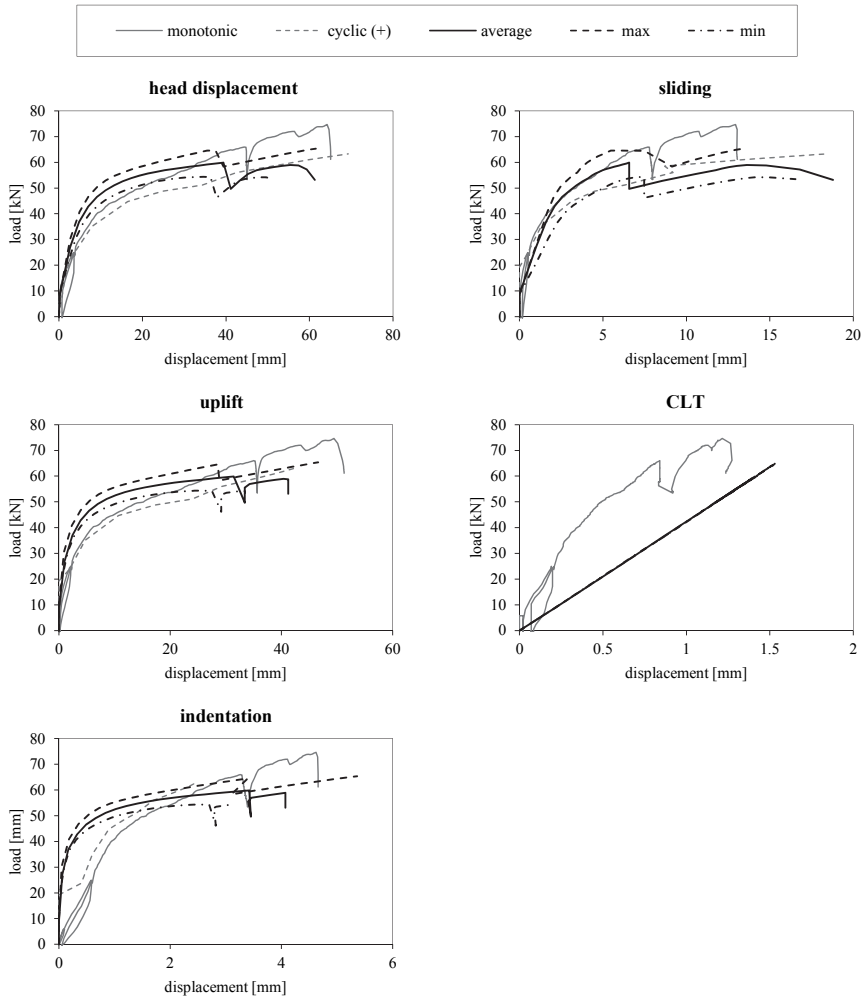 monotonic cyclic (+) average max min
head displacement
80
70
60
50
40
30
20
10
0
load [kN]
0 20 40 60 80
displacement [mm]
sliding
80
70
60
50
40
30
20
10
0
load [kN]
0 5 10 15 20
displacement [mm]
uplift
80
70
60
50
40
30
20
10
0
load [kN]
0 20 40 60
displacement [mm]
CLT
80
70
60
50
40
30
20
10
0
load [kN]
0 0.5 1 1.5 2
displacement [mm]
indentation
80
70
60
50
40
30
20
10
0
load [mm]
0 2 4 6
displacement [mm]